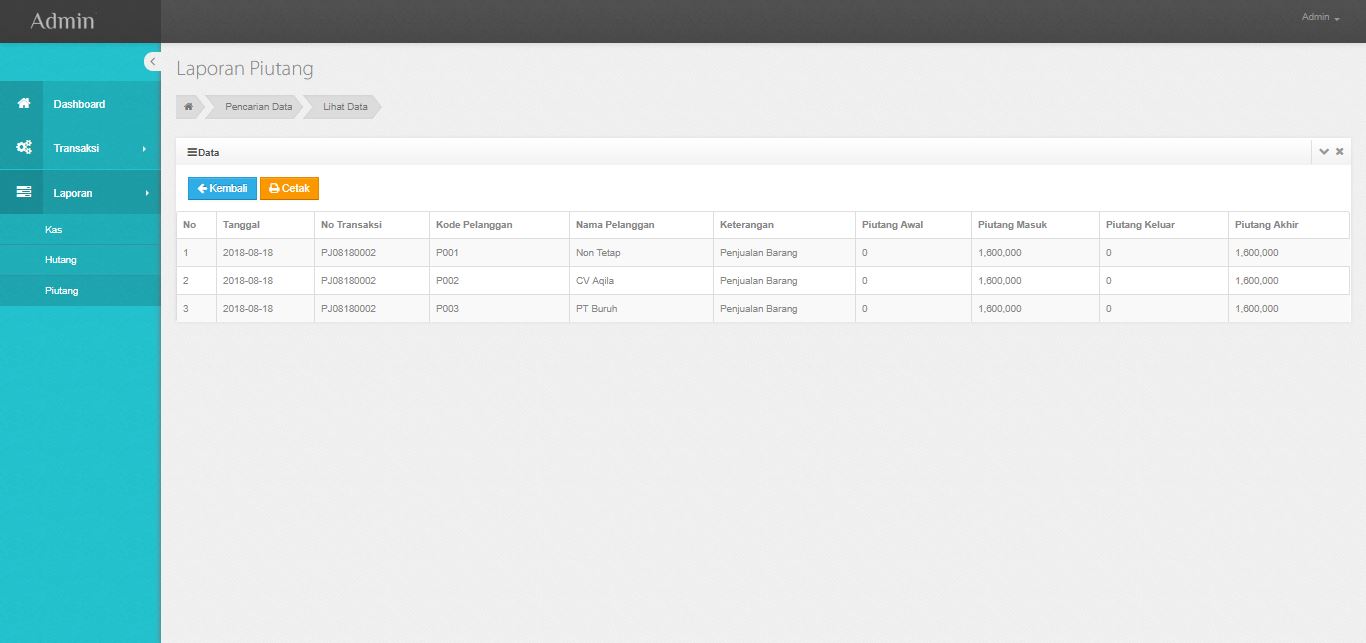 Admin
Admin
Laporan Piutang
Pencarian Data Lihat Data
Dashboard
Transaksi
Laporan
Kas
Hutang
Piutang
Data
Kembali Cetak
No Tanggal No Transaksi Kode Pelanggan Nama Pelanggan Keterangan Piutang Awal Piutang Masuk Piutang Keluar Piutang Akhir
1 2018-08-18 PJ08180002 P001 Non Tetap Penjualan Barang 0 1,600,000 0 1,600,000
2 2018-08-18 PJ08180002 P002 CV Aqila Penjualan Barang 0 1,600,000 0 1,600,000
3 2018-08-18 PJ08180002 P003 PT Buruh Penjualan Barang 0 1,600,000 0 1,600,000